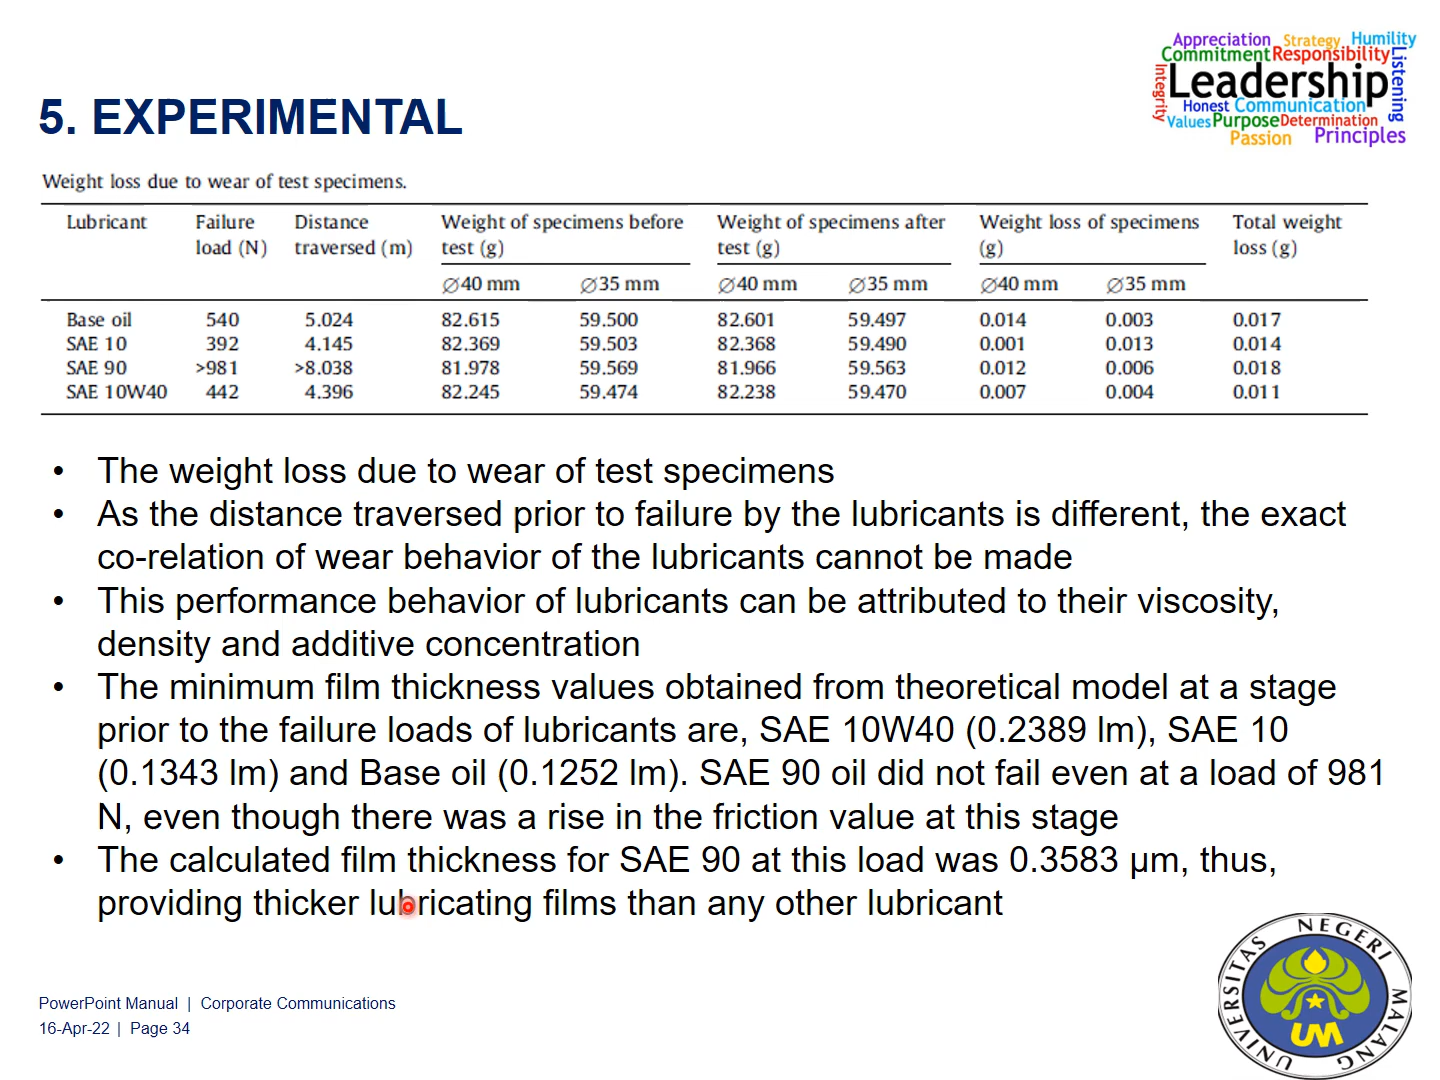 Appreciation Strategy Humility
Commitment Responsibility
Integrity
Leadership
Listening
Honest Communication
Values Purpose Determination
Passion Principles
5. EXPERIMENTAL
Weight loss due to wear of test specimens.
Lubricant Failure Distance Weight of specimens before Weight of specimens after Weight loss of specimens Total weight
load (N) traversed (m) test (g) test (g) (g) loss (g)
∅40 mm ∅35 mm ∅40 mm ∅35 mm ∅40 mm ∅35 mm
Base oil 540 5.024 82.615 59.500 82.601 59.497 0.014 0.003 0.017
SAE 10 392 4.145 82.369 59.503 82.368 59.490 0.001 0.013 0.014
SAE 90 >981 >8.038 81.978 59.569 81.966 59.563 0.012 0.006 0.018
SAE 10W40 442 4.396 82.245 59.474 82.238 59.470 0.007 0.004 0.011
• The weight loss due to wear of test specimens
• As the distance traversed prior to failure by the lubricants is different, the exact
co-relation of wear behavior of the lubricants cannot be made
• This performance behavior of lubricants can be attributed to their viscosity,
density and additive concentration
• The minimum film thickness values obtained from theoretical model at a stage
prior to the failure loads of lubricants are, SAE 10W40 (0.2389 lm), SAE 10
(0.1343 lm) and Base oil (0.1252 lm). SAE 90 oil did not fail even at a load of 981
N, even though there was a rise in the friction value at this stage
• The calculated film thickness for SAE 90 at this load was 0.3583 μm, thus,
providing thicker lubricating films than any other lubricant
PowerPoint Manual | Corporate Communications
16-Apr-22 | Page 34
UNIVERSITAS NEGERI MALANG
UM